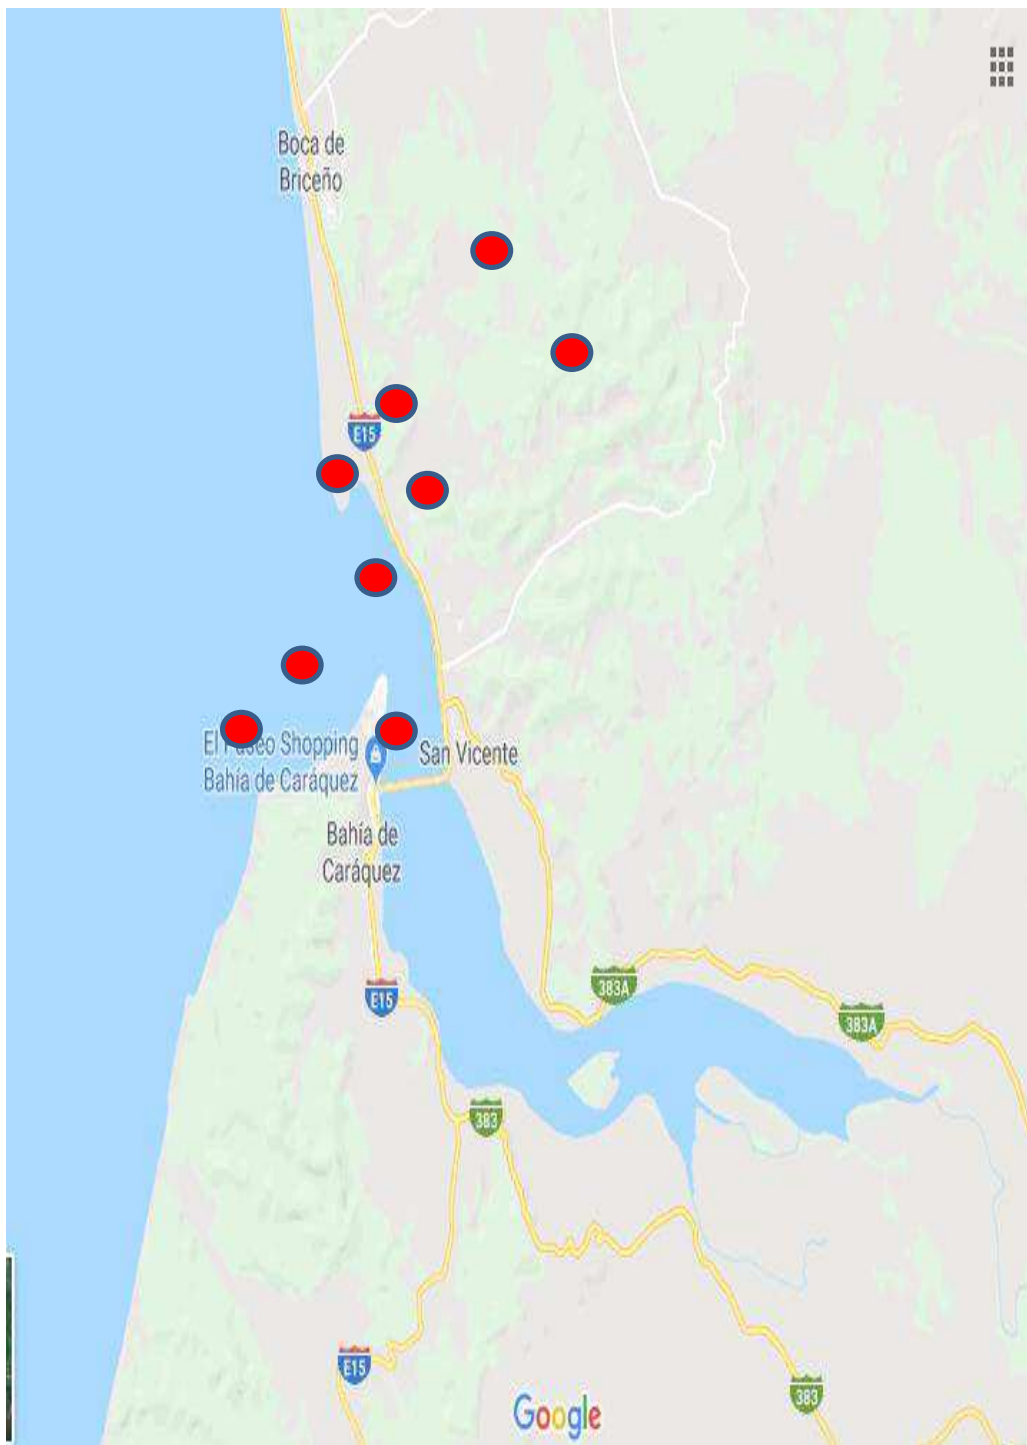 Boca de
Briceño
E15
El Paseo Shopping
Bahía de Caráquez
San Vicente
Bahía de
Caráquez
E15
383A
383A
383
E15
383
Google